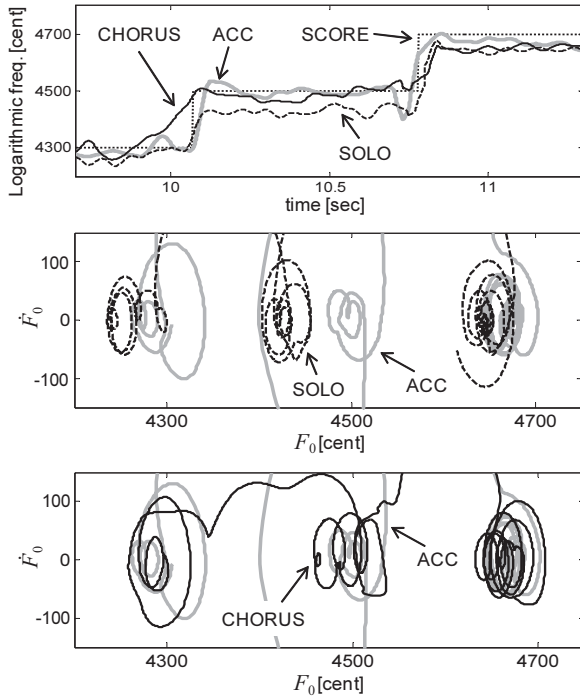 4700
CHORUS
ACC
SCORE
4500
SOLO
4300
Logarithmic freq. [cent]
10
10.5
11
time [sec]
100
0
-100
Ḟ0
SOLO
ACC
4300
4500
4700
F0 [cent]
100
0
-100
Ḟ0
ACC
CHORUS
4300
4500
4700
F0 [cent]